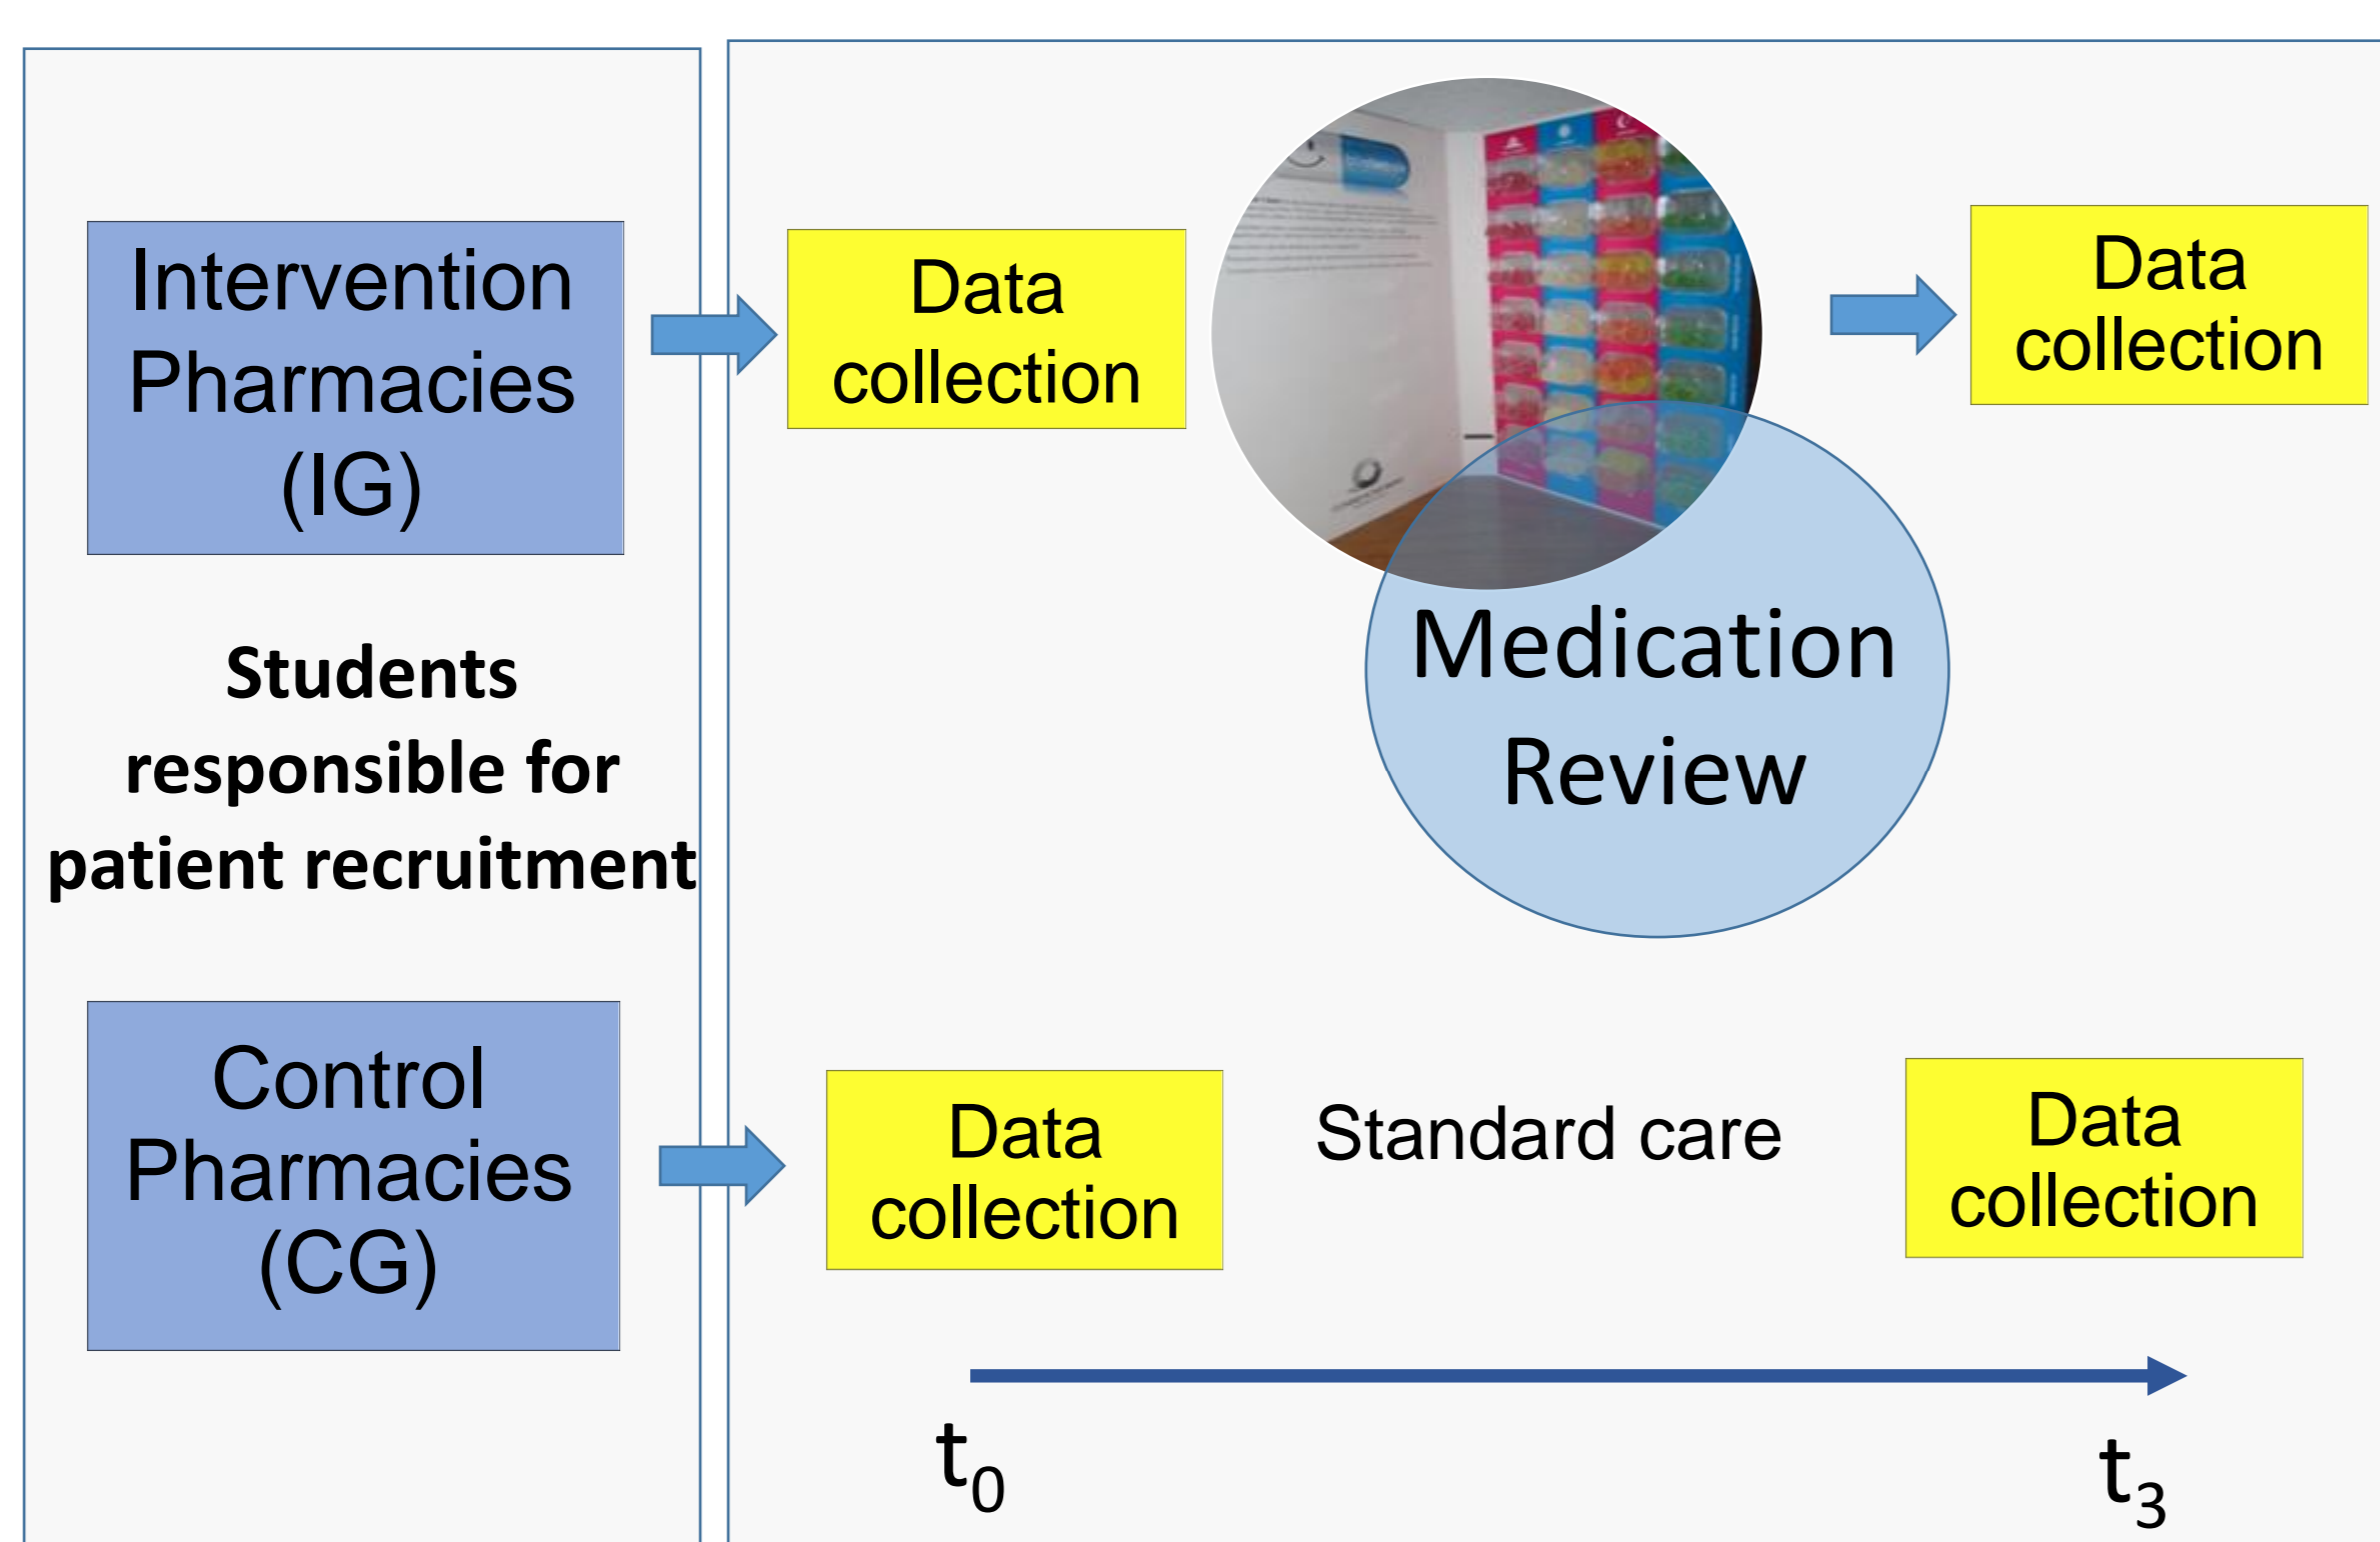 Intervention
Pharmacies
(IG)
Students
responsible for
patient recruitment
Control
Pharmacies
(CG)
Data
collection
Medication
Review
Data
collection
Data
collection
Standard care
Data
collection
t₀
t₃